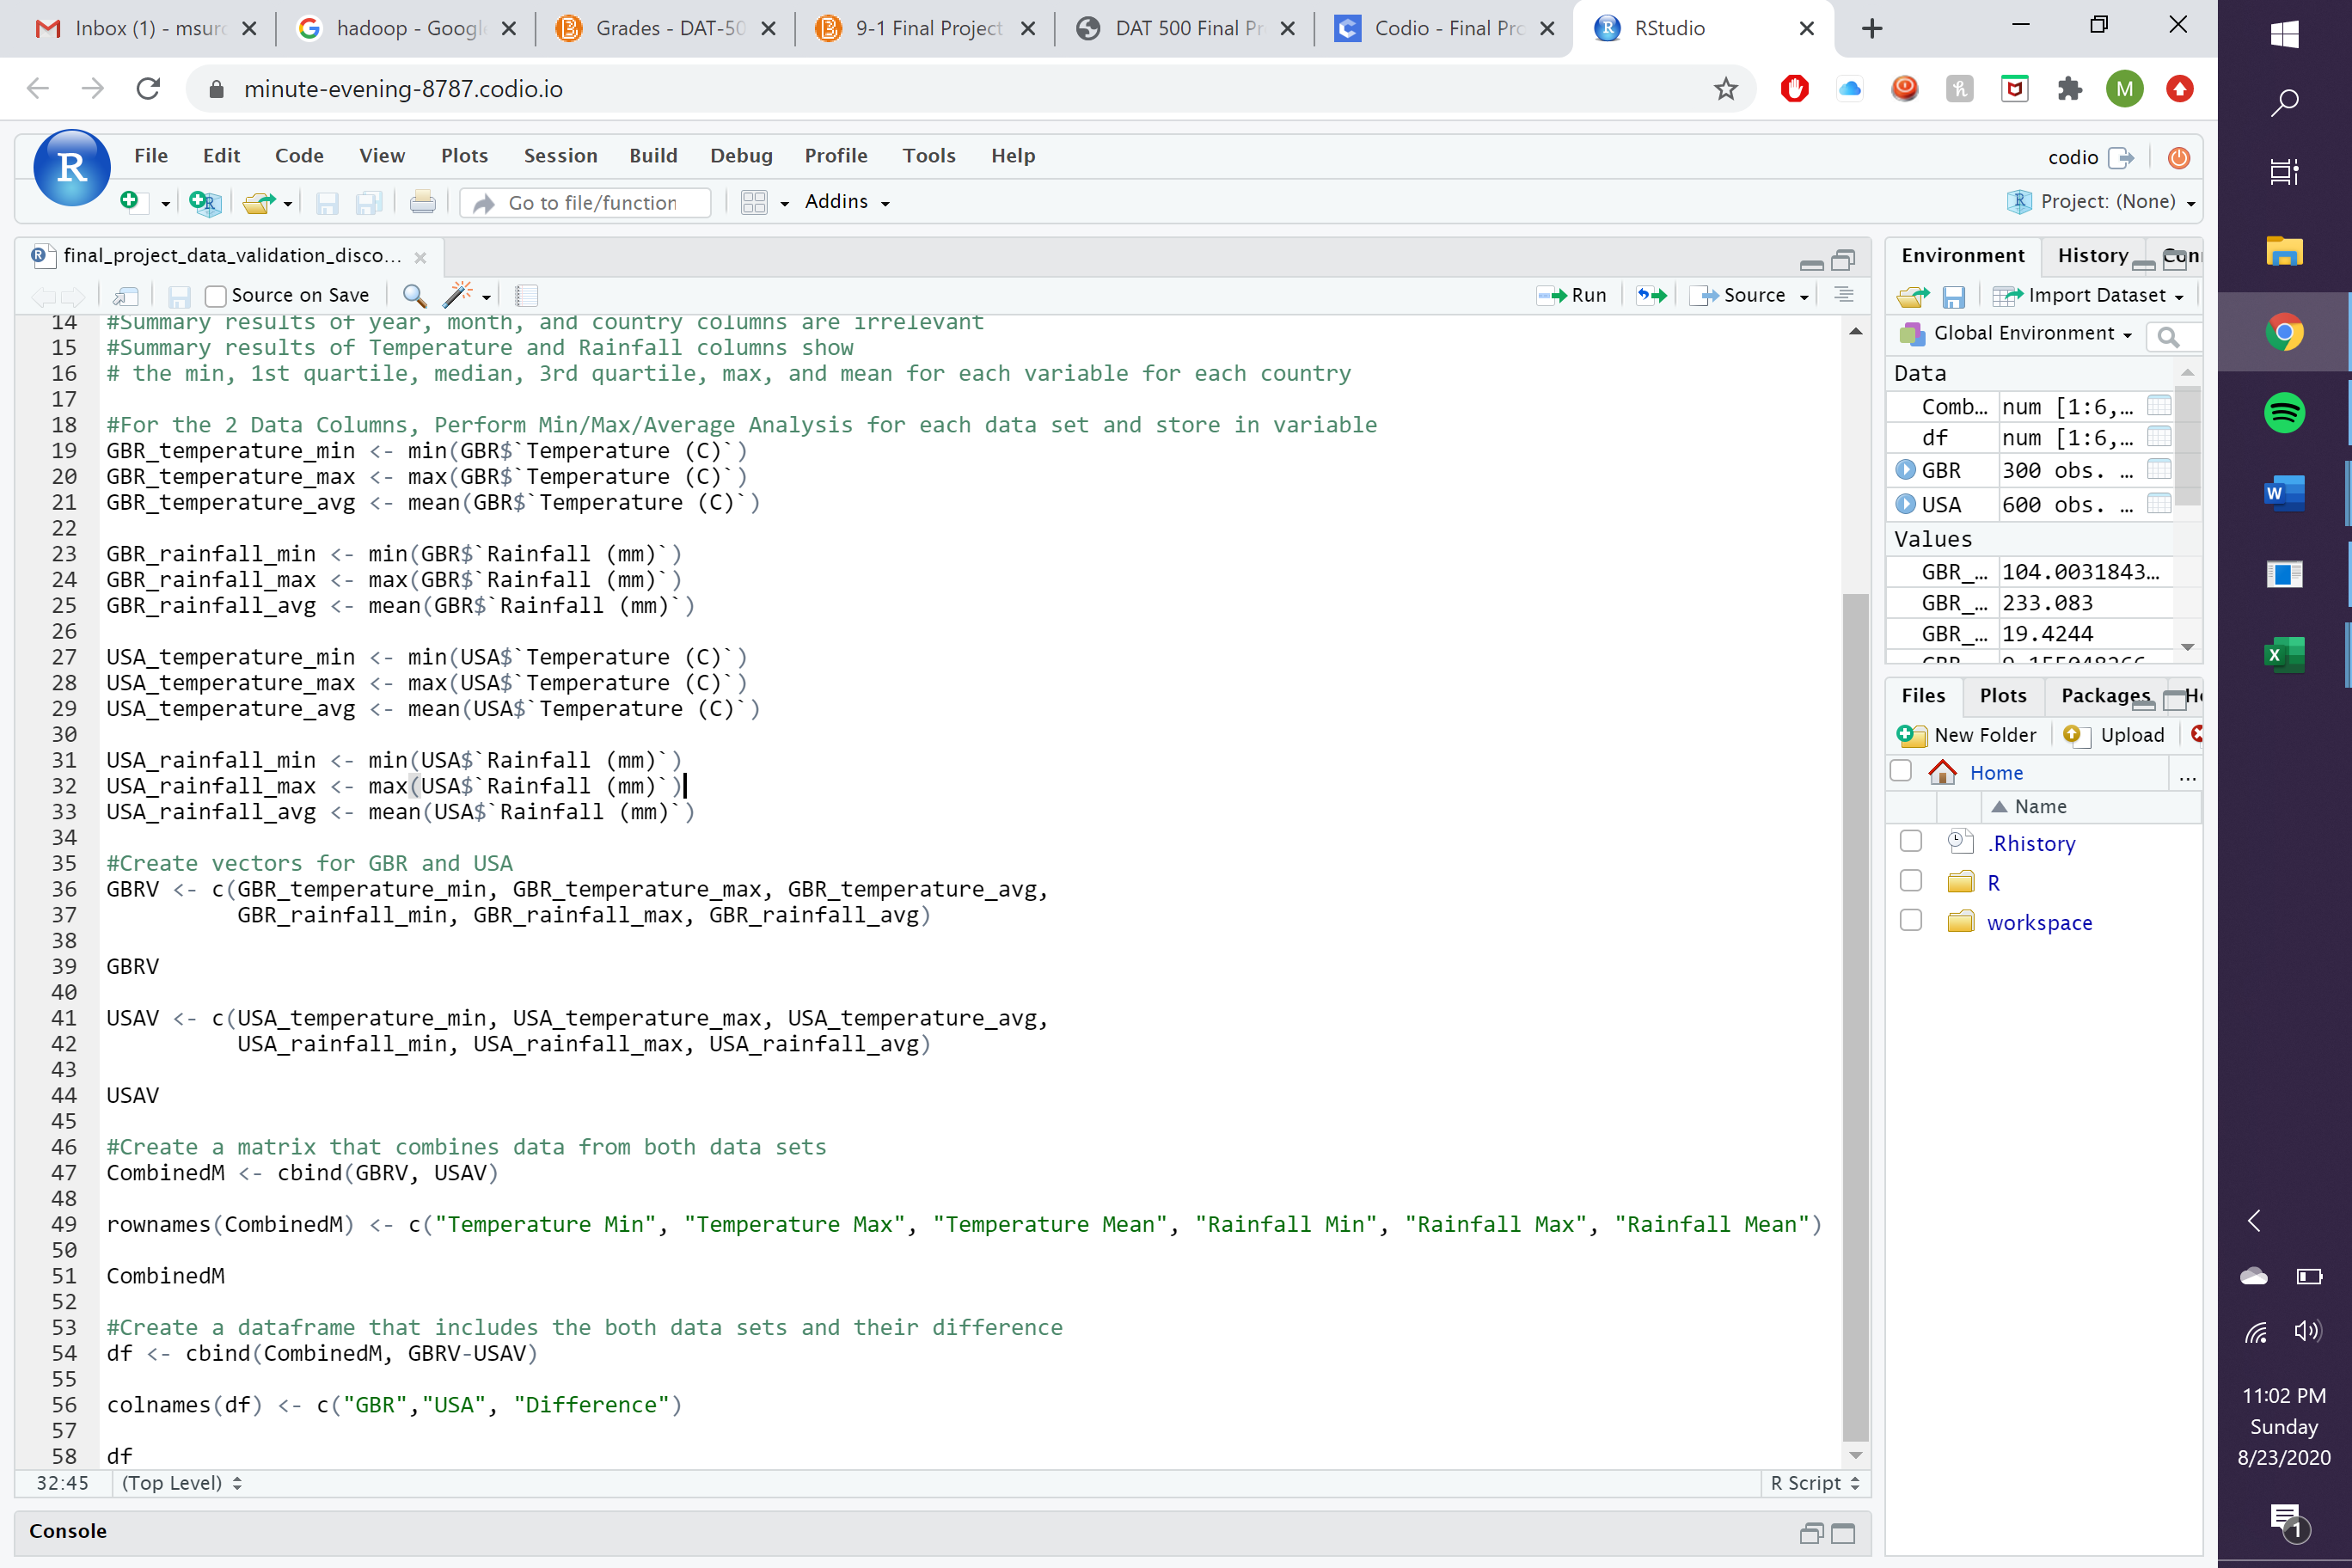 Inbox (1) - msurc
hadoop - Google
Grades - DAT-50
9-1 Final Project
DAT 500 Final Pr
Codio - Final Pro
RStudio
minute-evening-8787.codio.io
M
R
File Edit Code View Plots Session Build Debug Profile Tools Help
codio
Go to file/function
Addins
Project: (None)
final_project_data_validation_disco...
Source on Save
Run
Source
14 #Summary results of year, month, and country columns are irrelevant
15 #Summary results of Temperature and Rainfall columns show
16 # the min, 1st quartile, median, 3rd quartile, max, and mean for each variable for each country
17
18 #For the 2 Data Columns, Perform Min/Max/Average Analysis for each data set and store in variable
19 GBR_temperature_min <- min(GBR$`Temperature (C)`)
20 GBR_temperature_max <- max(GBR$`Temperature (C)`)
21 GBR_temperature_avg <- mean(GBR$`Temperature (C)`)
22
23 GBR_rainfall_min <- min(GBR$`Rainfall (mm)`)
24 GBR_rainfall_max <- max(GBR$`Rainfall (mm)`)
25 GBR_rainfall_avg <- mean(GBR$`Rainfall (mm)`)
26
27 USA_temperature_min <- min(USA$`Temperature (C)`)
28 USA_temperature_max <- max(USA$`Temperature (C)`)
29 USA_temperature_avg <- mean(USA$`Temperature (C)`)
30
31 USA_rainfall_min <- min(USA$`Rainfall (mm)`)
32 USA_rainfall_max <- max(USA$`Rainfall (mm)`)
33 USA_rainfall_avg <- mean(USA$`Rainfall (mm)`)
34
35 #Create vectors for GBR and USA
36 GBRV <- c(GBR_temperature_min, GBR_temperature_max, GBR_temperature_avg,
37 GBR_rainfall_min, GBR_rainfall_max, GBR_rainfall_avg)
38
39 GBRV
40
41 USAV <- c(USA_temperature_min, USA_temperature_max, USA_temperature_avg,
42 USA_rainfall_min, USA_rainfall_max, USA_rainfall_avg)
43
44 USAV
45
46 #Create a matrix that combines data from both data sets
47 CombinedM <- cbind(GBRV, USAV)
48
49 rownames(CombinedM) <- c("Temperature Min", "Temperature Max", "Temperature Mean", "Rainfall Min", "Rainfall Max", "Rainfall Mean")
50
51 CombinedM
52
53 #Create a dataframe that includes the both data sets and their difference
54 df <- cbind(CombinedM, GBRV-USAV)
55
56 colnames(df) <- c("GBR","USA", "Difference")
57
58 df
32:45 (Top Level)
R Script
Console
Environment History
Import Dataset
Global Environment
Data
Comb... num [1:6,...
df num [1:6,...
GBR 300 obs. ...
USA 600 obs. ...
Values
GBR_... 104.0031843...
GBR_... 233.083
GBR_... 19.4244
Files Plots Packages
New Folder Upload
Home ...
Name
.Rhistory
R
workspace
11:02 PM
Sunday
8/23/2020
1